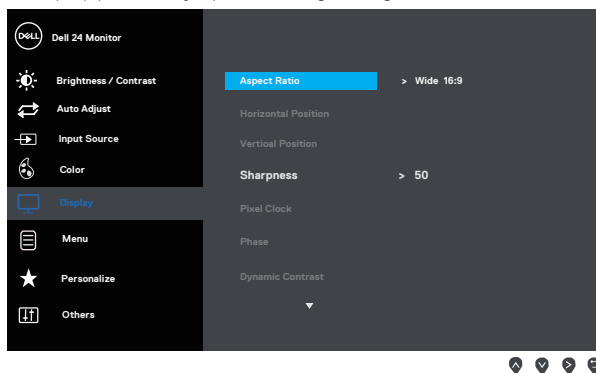 DELL
Dell 24 Monitor
Brightness / Contrast
Auto Adjust
Input Source
Color
Display
Menu
Personalize
Others
Aspect Ratio > Wide 16:9
Horizontal Position
Vertical Position
Sharpness > 50
Pixel Clock
Phase
Dynamic Contrast